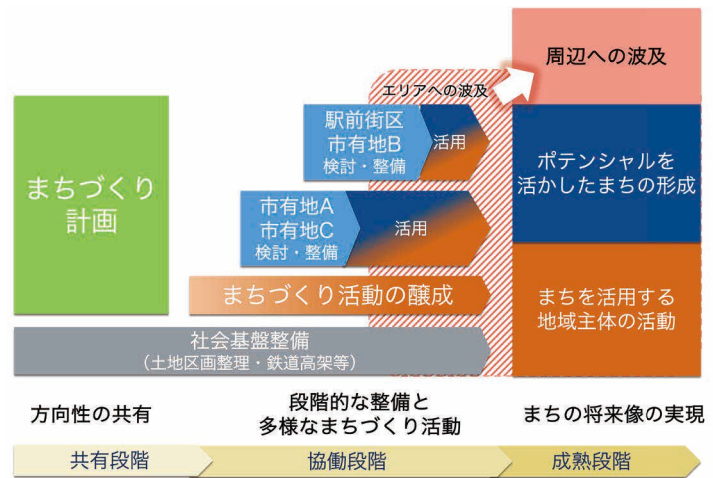 周辺への波及
エリアへの波及
駅前街区
市有地B
検討・整備
活用
まちづくり
計画
ポテンシャルを
活かしたまちの形成
市有地A
市有地C
検討・整備
活用
まちづくり活動の醸成
まちを活用する
地域主体の活動
社会基盤整備
（土地区画整理・鉄道高架等）
方向性の共有
段階的な整備と
多様なまちづくり活動
まちの将来像の実現
共有段階
協働段階
成熟段階